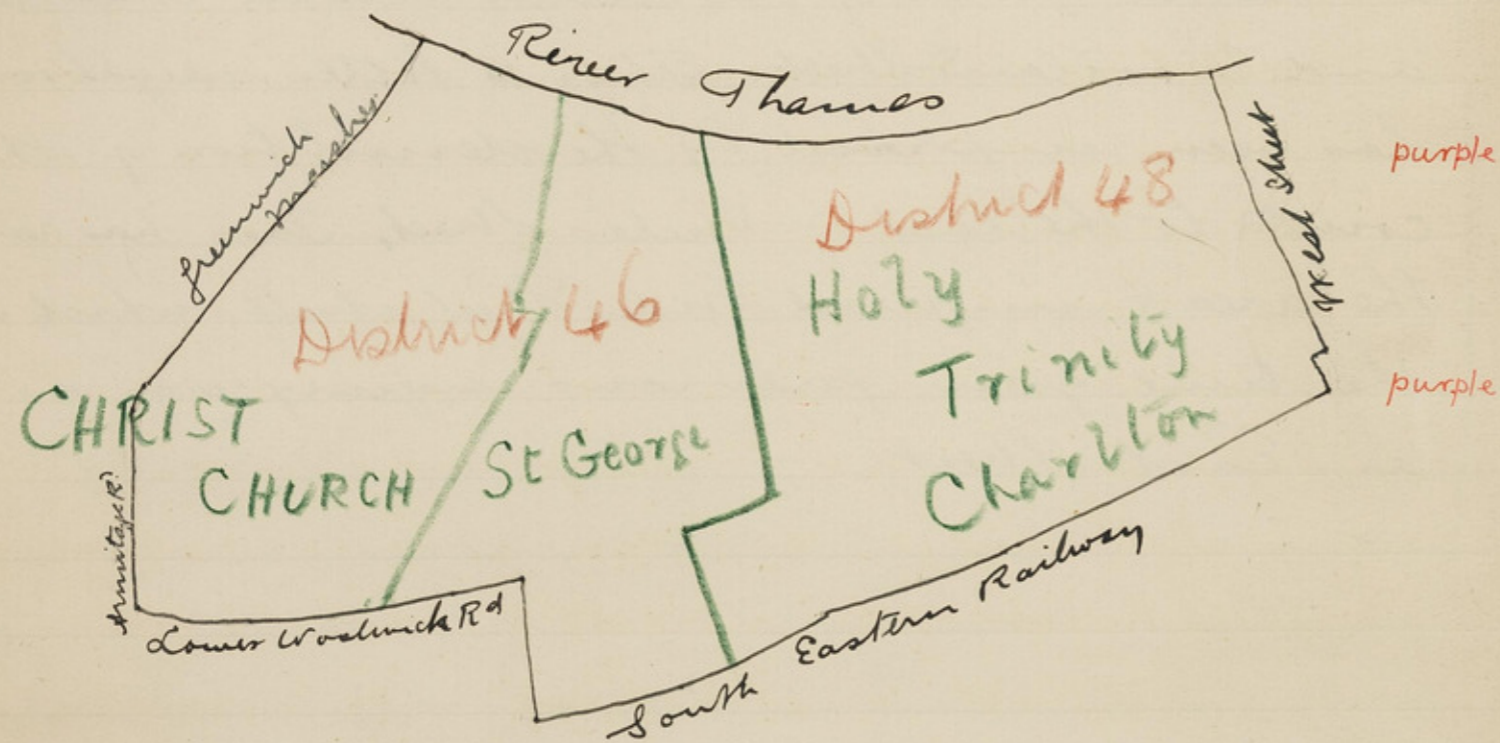 River Thames
Greenwich
Marshes
West Street
purple
District 48
Holy
Trinity
Charlton
District 46
purple
CHRIST
CHURCH
St George
Armitage Rd
Lower Woolwich Rd
South Eastern Railway